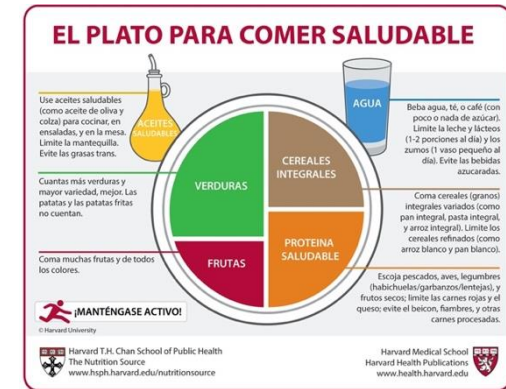 EL PLATO PARA COMER SALUDABLE
Use aceites saludables
(como aceite de oliva y
colza) para cocinar, en
ensaladas, y en la mesa.
Limite la mantequilla.
Evite las grasas trans.
ACEITES
SALUDABLES
AGUA
Beba agua, té, o café (con
poco o nada de azúcar).
Limite la leche y lácteos
(1-2 porciones al día) y los
zumos (1 vaso pequeño al
día). Evite las bebidas
azucaradas.
VERDURAS
CEREALES
INTEGRALES
Cuantas más verduras y
mayor variedad, mejor. Las
patatas y las patatas fritas
no cuentan.
Coma cereales (granos)
integrales variados (como
pan integral, pasta integral,
y arroz integral). Limite los
cereales refinados (como
arroz blanco y pan blanco).
FRUTAS
PROTEINA
SALUDABLE
Coma muchas frutas y de todos
los colores.
Escoja pescados, aves, legumbres
(habichuelas/garbanzos/lentejas), y
frutos secos; limite las carnes rojas y el
queso; evite el beicon, fiambres, y otras
carnes procesadas.
¡MANTÉNGASE ACTIVO!
© Harvard University
Harvard T.H. Chan School of Public Health
The Nutrition Source
www.hsph.harvard.edu/nutritionsource
Harvard Medical School
Harvard Health Publications
www.health.harvard.edu